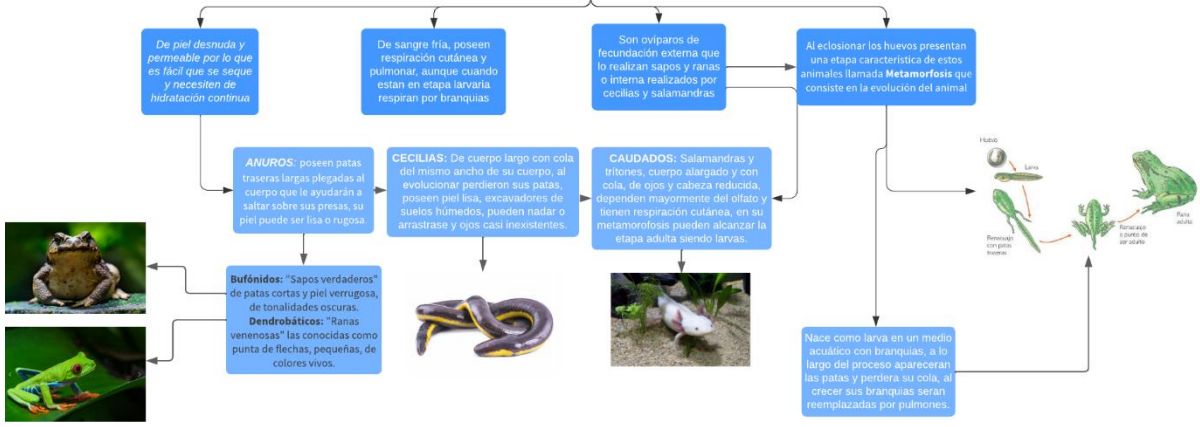 De piel desnuda y
permeable por lo que
es fácil que se seque
y necesiten de
hidratación continua
De sangre fría, poseen
respiración cutánea y
pulmonar, aunque cuando
estan en etapa larvaria
respiran por branquias
Son ovíparos de
fecundación externa que
lo realizan sapos y ranas
o interna realizados por
cecilias y salamandras
Al eclosionar los huevos presentan
una etapa característica de estos
animales llamada Metamorfosis que
consiste en la evolución del animal
ANUROS: poseen patas
traseras largas plegadas al
cuerpo que le ayudarán a
saltar sobre sus presas, su
piel puede ser lisa o rugosa.
CECILIAS: De cuerpo largo con cola
del mismo ancho de su cuerpo, al
evolucionar perdieron sus patas,
poseen piel lisa, excavadores de
suelos húmedos, pueden nadar o
arrastrase y ojos casi inexistentes.
CAUDADOS: Salamandras y
tritones, cuerpo alargado y con
cola, de ojos y cabeza reducida,
dependen mayormente del olfato y
tienen respiración cutánea, en su
metamorofosis pueden alcanzar la
etapa adulta siendo larvas.
Huevo
Larva
Renacuajo
con patas
traseras
Renacuajo
a punto de
ser adulto
Rana
adulta
Bufónidos: "Sapos verdaderos"
de patas cortas y piel verrugosa,
de tonalidades oscuras.
Dendrobáticos: "Ranas
venenosas" las conocidas como
punta de flechas, pequeñas, de
colores vivos.
Nace como larva en un medio
acuático con branquias, a lo
largo del proceso apareceran
las patas y perdera su cola, al
crecer sus branquias seran
reemplazadas por pulmones.